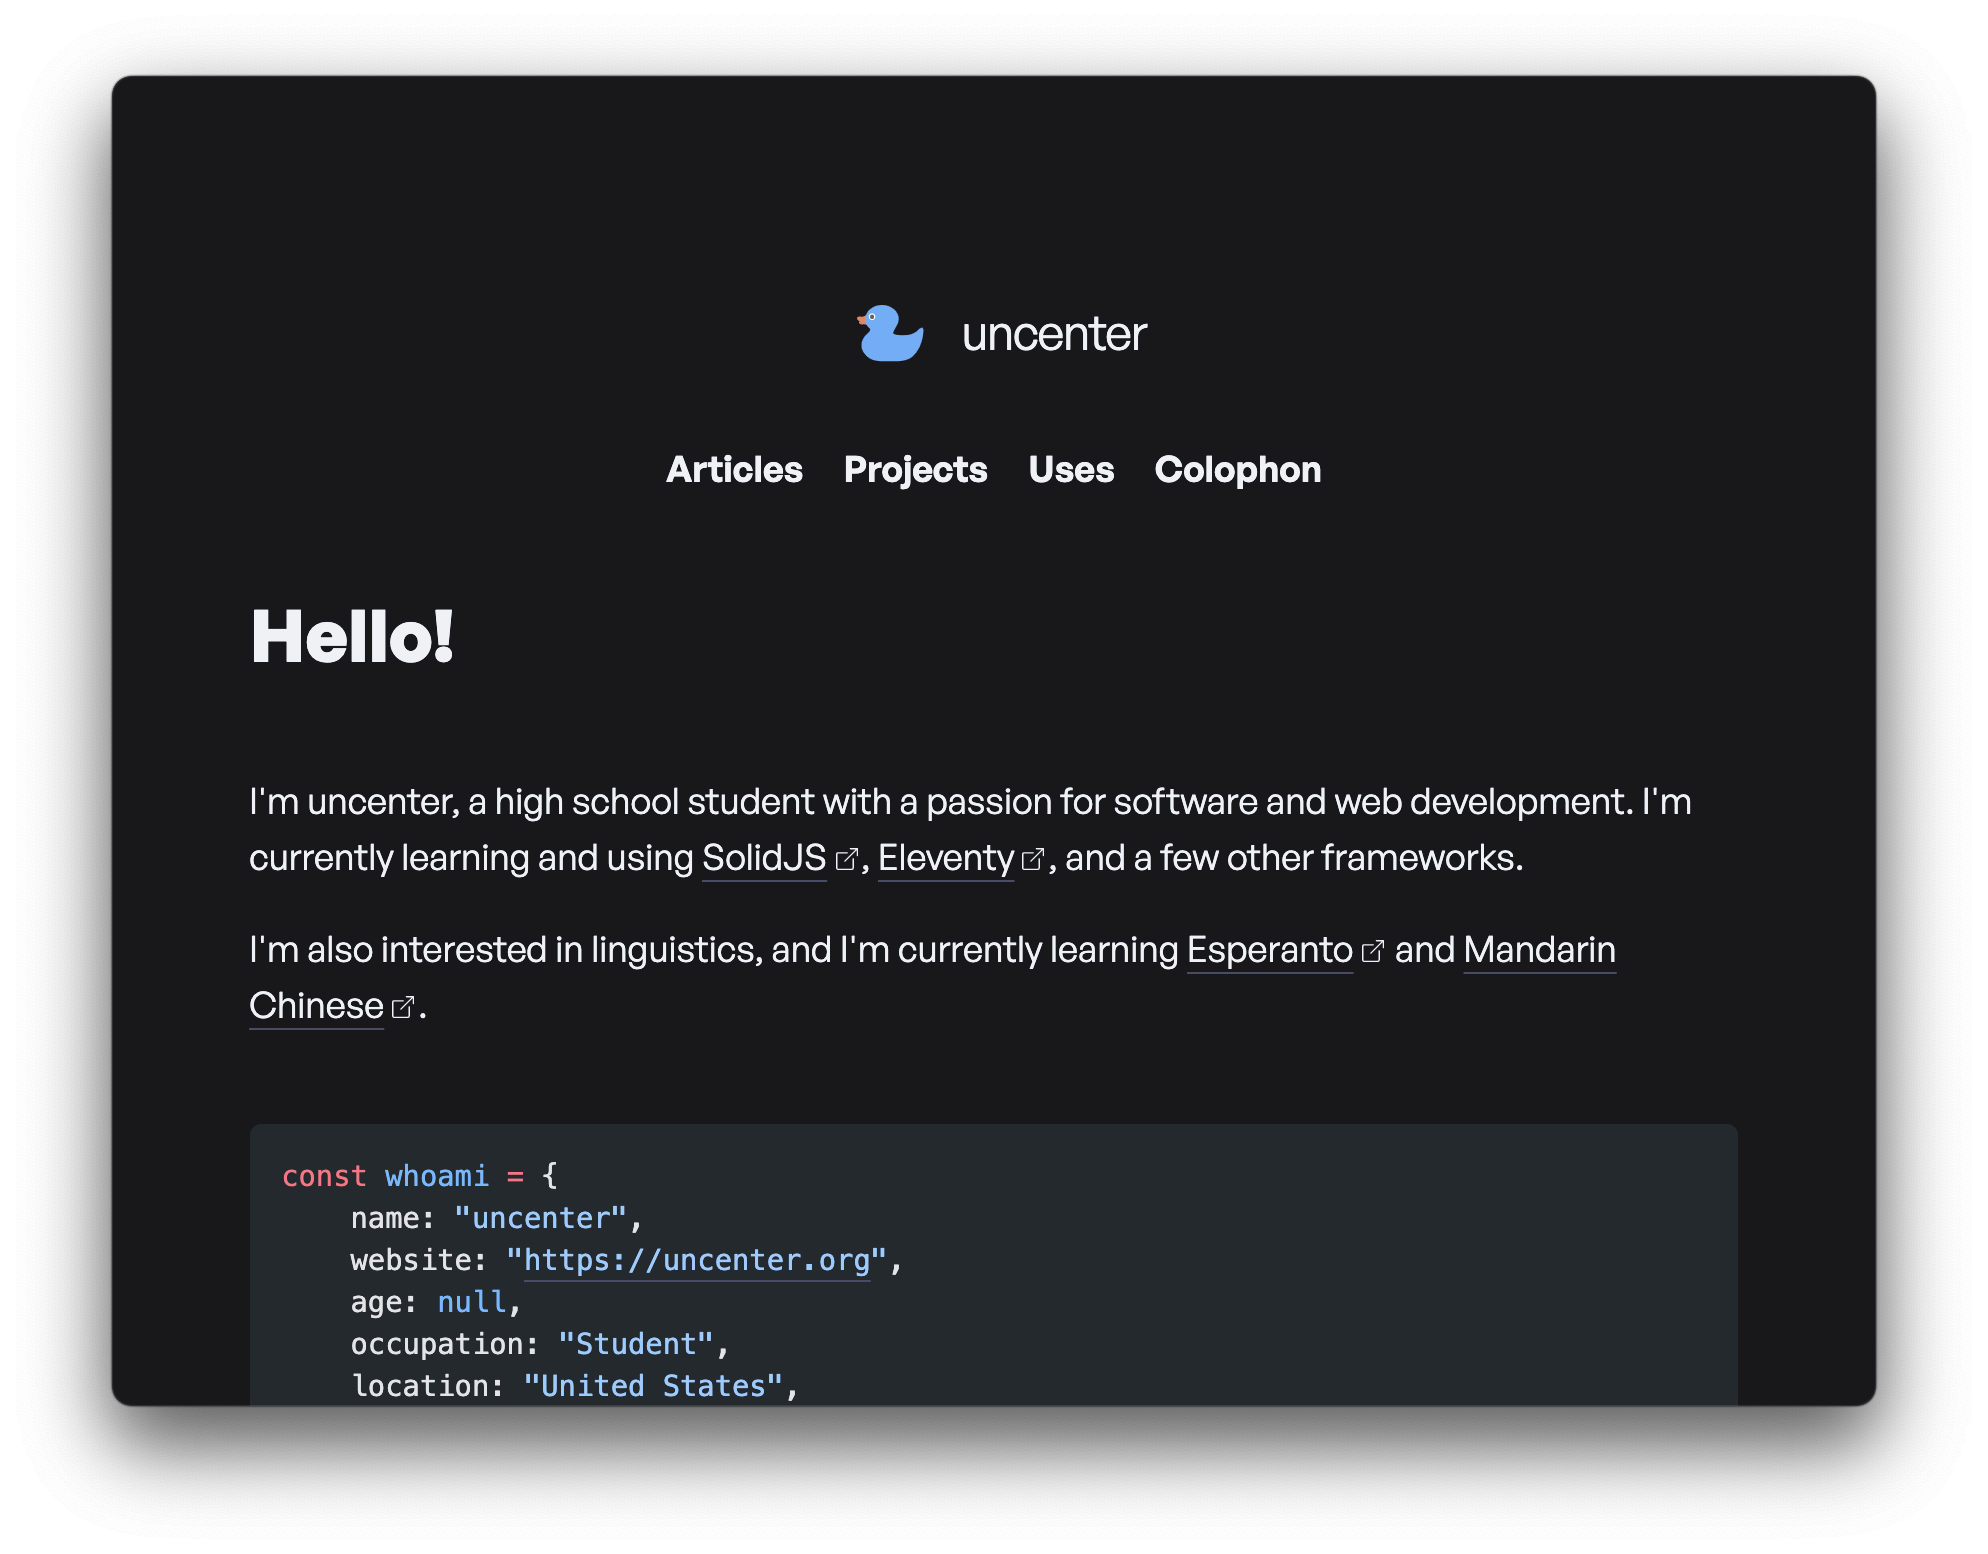 uncenter
Articles Projects Uses Colophon
Hello!
I'm uncenter, a high school student with a passion for software and web development. I'm
currently learning and using SolidJS, Eleventy, and a few other frameworks.
I'm also interested in linguistics, and I'm currently learning Esperanto and Mandarin
Chinese.
const whoami = {
    name: "uncenter",
    website: "https://uncenter.org",
    age: null,
    occupation: "Student",
    location: "United States",